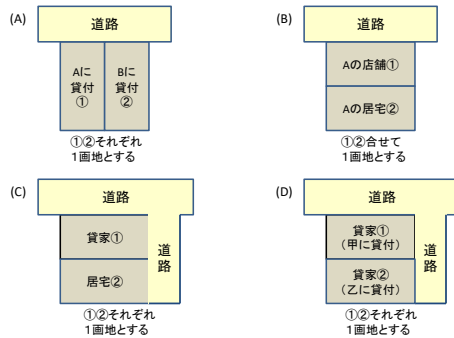 (A)
道路
Aに
貸付
①
Bに
貸付
②
①②それぞれ
1画地とする
(B)
道路
Aの店舗①
Aの居宅②
①②合せて
1画地とする
(C)
道路
貸家①
居宅②
道
路
①②それぞれ
1画地とする
(D)
道路
貸家①
(甲に貸付)
貸家②
(乙に貸付)
道
路
①②それぞれ
1画地とする